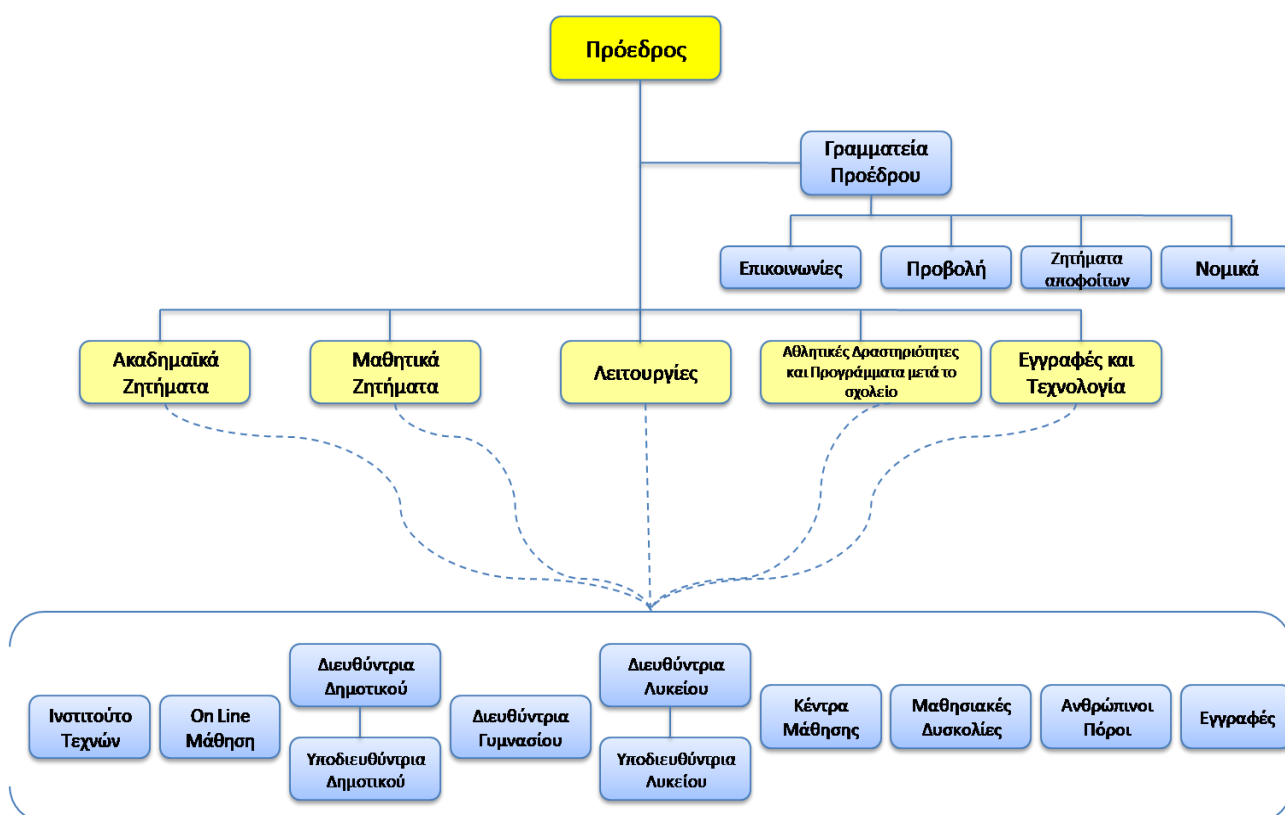 Πρόεδρος
Γραμματεία
Προέδρου
Επικοινωνίες
Προβολή
Ζητήματα
αποφοίτων
Νομικά
Ακαδημαϊκά
Ζητήματα
Μαθητικά
Ζητήματα
Λειτουργίες
Αθλητικές Δραστηριότητες
και Προγράμματα μετά το
σχολείο
Εγγραφές και
Τεχνολογία
Ινστιτούτο
Τεχνών
On Line
Μάθηση
Διευθύντρια
Δημοτικού
Υποδιευθύντρια
Δημοτικού
Διευθύντρια
Γυμνασίου
Διευθύντρια
Λυκείου
Υποδιευθύντρια
Λυκείου
Κέντρα
Μάθησης
Μαθησιακές
Δυσκολίες
Ανθρώπινοι
Πόροι
Εγγραφές